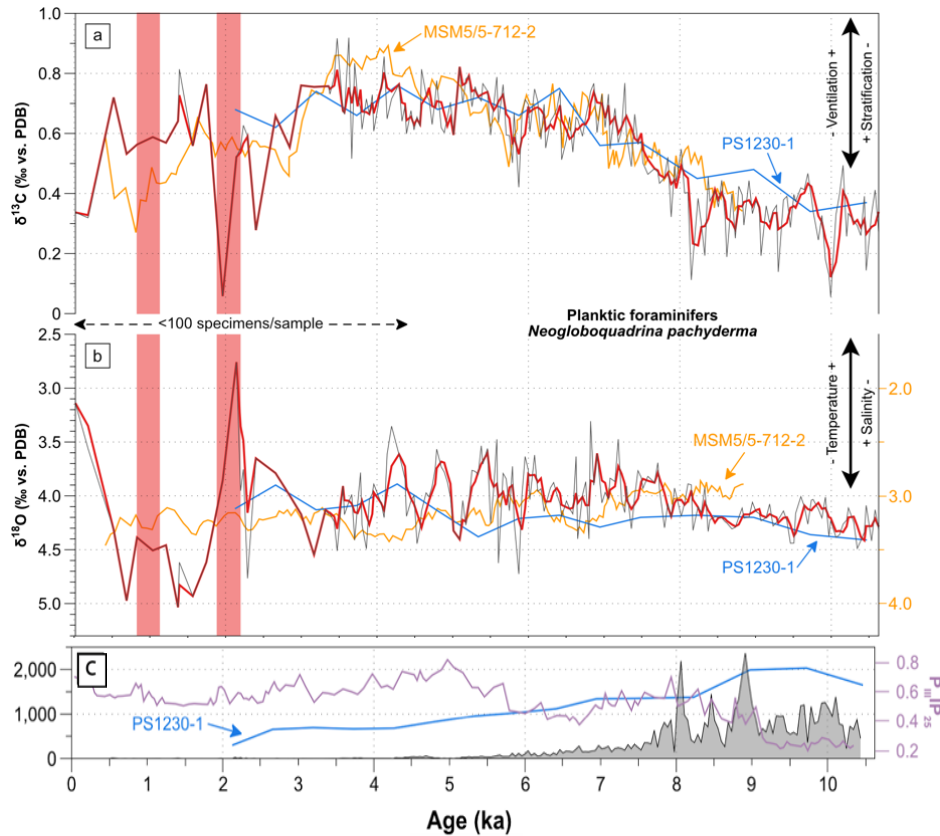 a
1.0
0.8
0.6
0.4
0.2
0
δ¹³C (‰ vs. PDB)
MSM5/5-712-2
PS1230-1
- Ventilation +
+ Stratification -
<100 specimens/sample
Planktic foraminifers
Neogloboquadrina pachyderma
b
2.5
3.0
3.5
4.0
4.5
5.0
δ¹⁸O (‰ vs. PDB)
MSM5/5-712-2
PS1230-1
- Temperature +
+ Salinity -
2.0
3.0
4.0
C
2,000
1,000
0
PS1230-1
0.8
0.6
0.4
0.2
P_III IP_25
0 1 2 3 4 5 6 7 8 9 10
Age (ka)